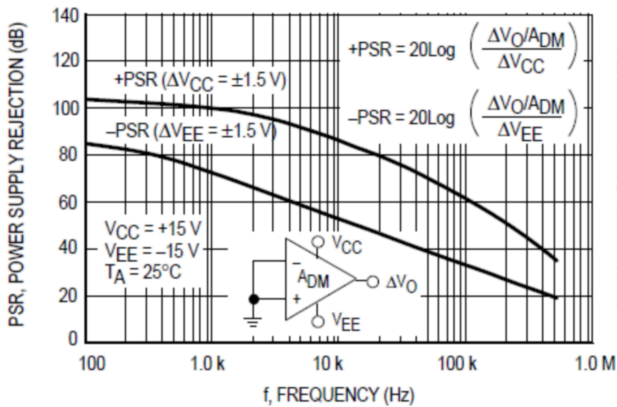 PSR, POWER SUPPLY REJECTION (dB)
140
120
100
80
60
40
20
0
+PSR = 20Log (ΔVO/ADM / ΔVCC)
+PSR (ΔVCC = ±1.5 V)
–PSR = 20Log (ΔVO/ADM / ΔVEE)
–PSR (ΔVEE = ±1.5 V)
VCC = +15 V
VEE = –15 V
TA = 25°C
VCC
–
ADM
+
ΔVO
VEE
100
1.0 k
10 k
100 k
1.0 M
f, FREQUENCY (Hz)